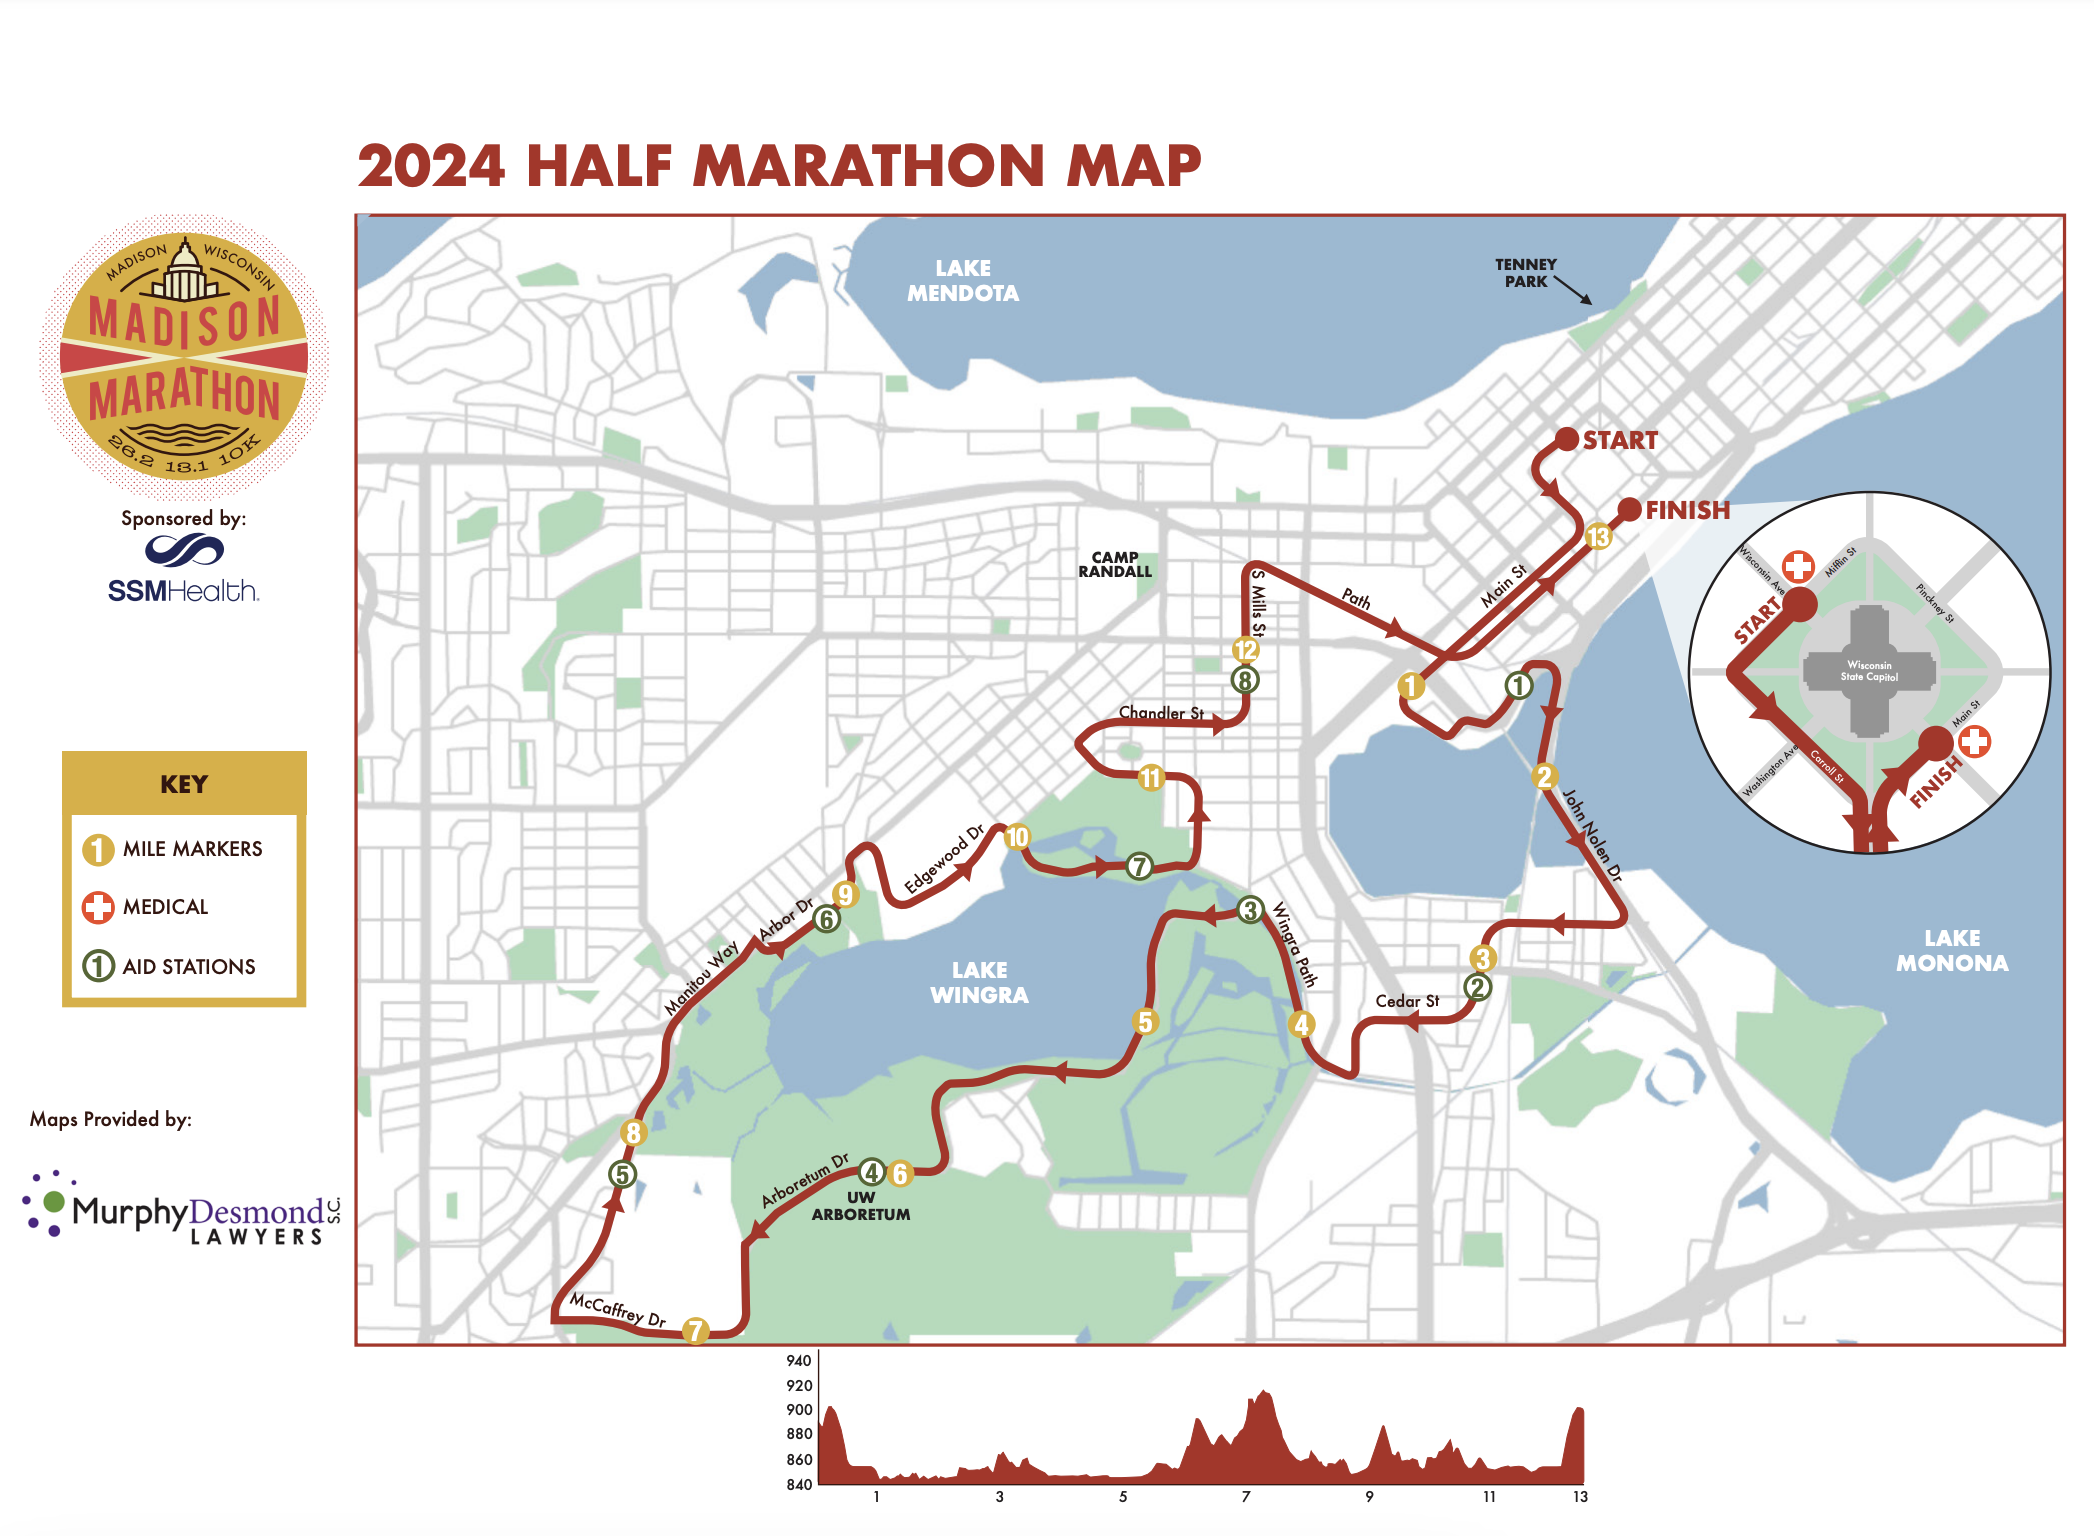 2024 HALF MARATHON MAP
MADISON WISCONSIN
MADISON
MARATHON
26.2 13.1 10K
Sponsored by:
SSMHealth.
KEY
1 MILE MARKERS
MEDICAL
1 AID STATIONS
Maps Provided by:
MurphyDesmond S.C.
LAWYERS
LAKE
MENDOTA
TENNEY
PARK
START
FINISH
13
CAMP
RANDALL
S Mills St
Path
Main St
12
8
1
1
Chandler St
11
2
John Nolen Dr
10
Edgewood Dr
7
9
6
Arbor Dr
Manitou Way
3
Wingra Path
LAKE
WINGRA
3
2
Cedar St
4
5
LAKE
MONONA
8
5
Arboretum Dr
4
6
UW
ARBORETUM
McCaffrey Dr
7
Wisconsin Ave
Mifflin St
Pinckney St
START
Wisconsin
State Capitol
Main St
Washington Ave
Carroll St
FINISH
940
920
900
880
860
840
1 3 5 7 9 11 13